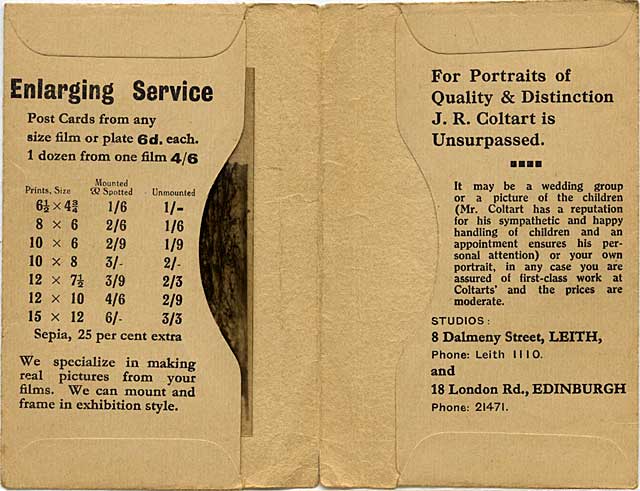 Enlarging Service
Post Cards from any
size film or plate 6d. each.
1 dozen from one film 4/6
Prints, Size Mounted & Spotted Unmounted
6½ × 4¾ 1/6 1/-
8 × 6 2/6 1/6
10 × 6 2/9 1/9
10 × 8 3/- 2/-
12 × 7½ 3/9 2/3
12 × 10 4/6 2/9
15 × 12 6/- 3/3
Sepia, 25 per cent extra
We specialize in making
real pictures from your
films. We can mount and
frame in exhibition style.
For Portraits of
Quality & Distinction
J. R. Coltart is
Unsurpassed.
It may be a wedding group
or a picture of the children
(Mr. Coltart has a reputation
for his sympathetic and happy
handling of children and an
appointment ensures his per-
sonal attention) or your own
portrait, in any case you are
assured of first-class work at
Coltarts' and the prices are
moderate.
STUDIOS:
8 Dalmeny Street, LEITH,
Phone: Leith 1110.
and
18 London Rd., EDINBURGH
Phone: 21471.